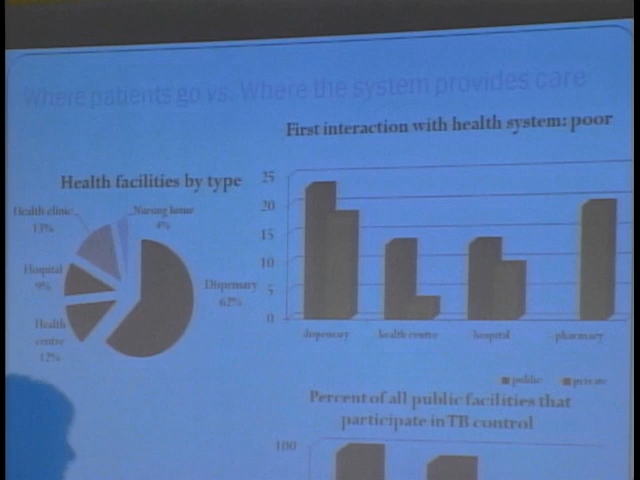 Where patients go vs. Where the system provides care
First interaction with health system: poor
Health facilities by type
Health clinic
13%
Nursing home
4%
Hospital
9%
Dispensary
62%
Health
centre
12%
25
20
15
10
5
0
dispensary
health centre
hospital
pharmacy
public
private
Percent of all public facilities that
participate in TB control
100